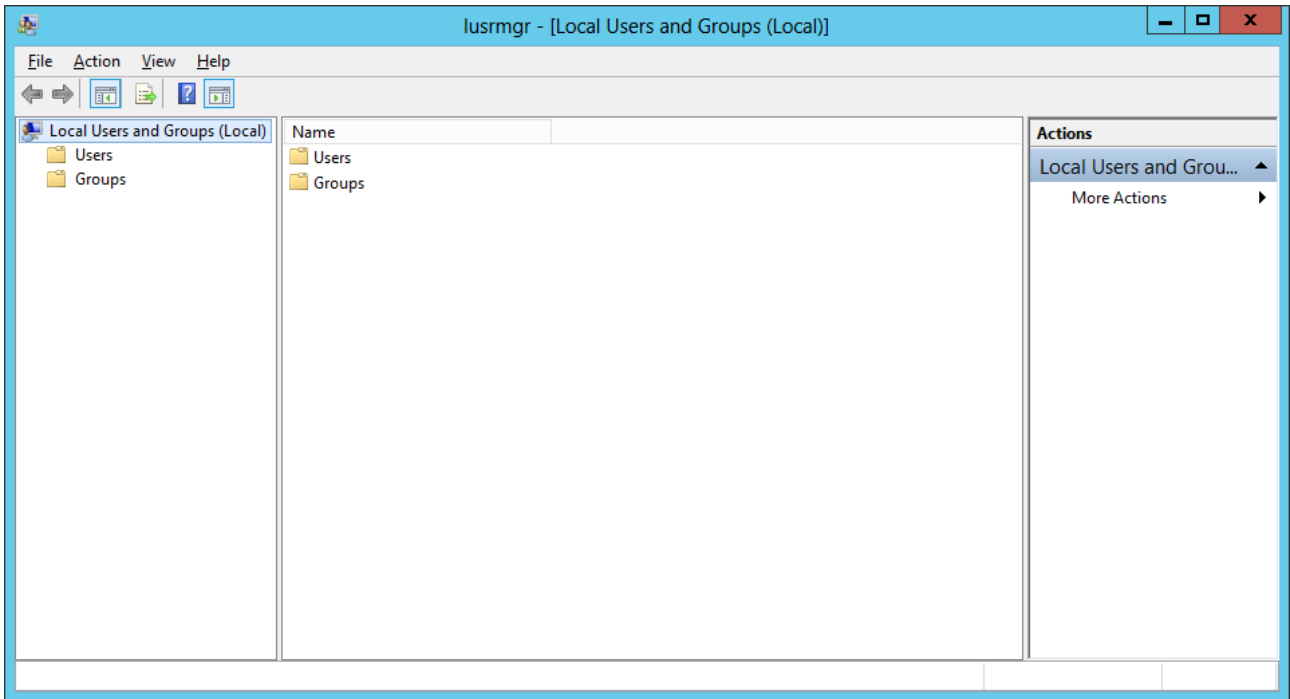 lusrmgr - [Local Users and Groups (Local)]
File Action View Help
Local Users and Groups (Local)
Users
Groups
Name
Users
Groups
Actions
Local Users and Grou...
More Actions